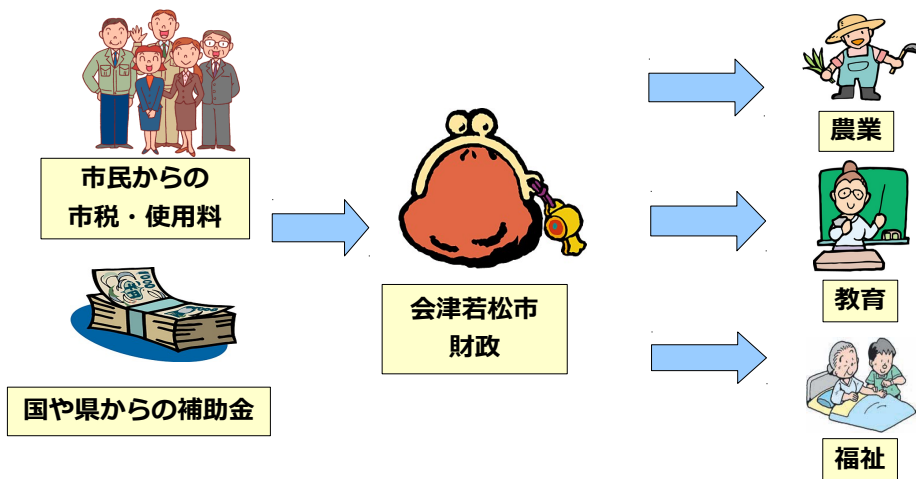 市民からの
市税・使用料
国や県からの補助金
会津若松市
財政
農業
教育
福祉